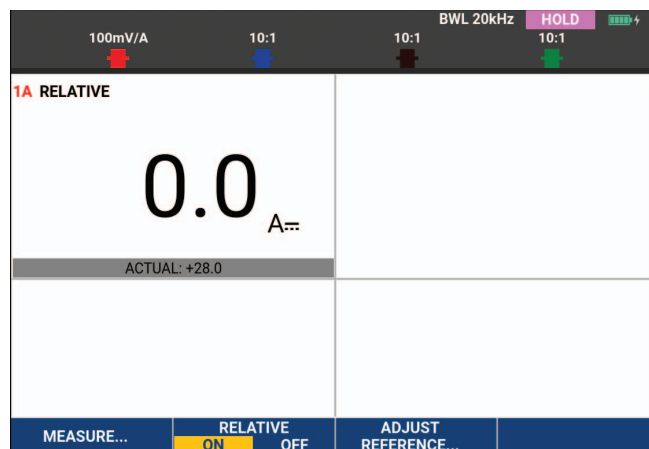 BWL 20kHz HOLD
100mV/A 10:1 10:1 10:1
1A RELATIVE
0.0 A⎓
ACTUAL: +28.0
MEASURE... RELATIVE ADJUST
ON OFF REFERENCE...